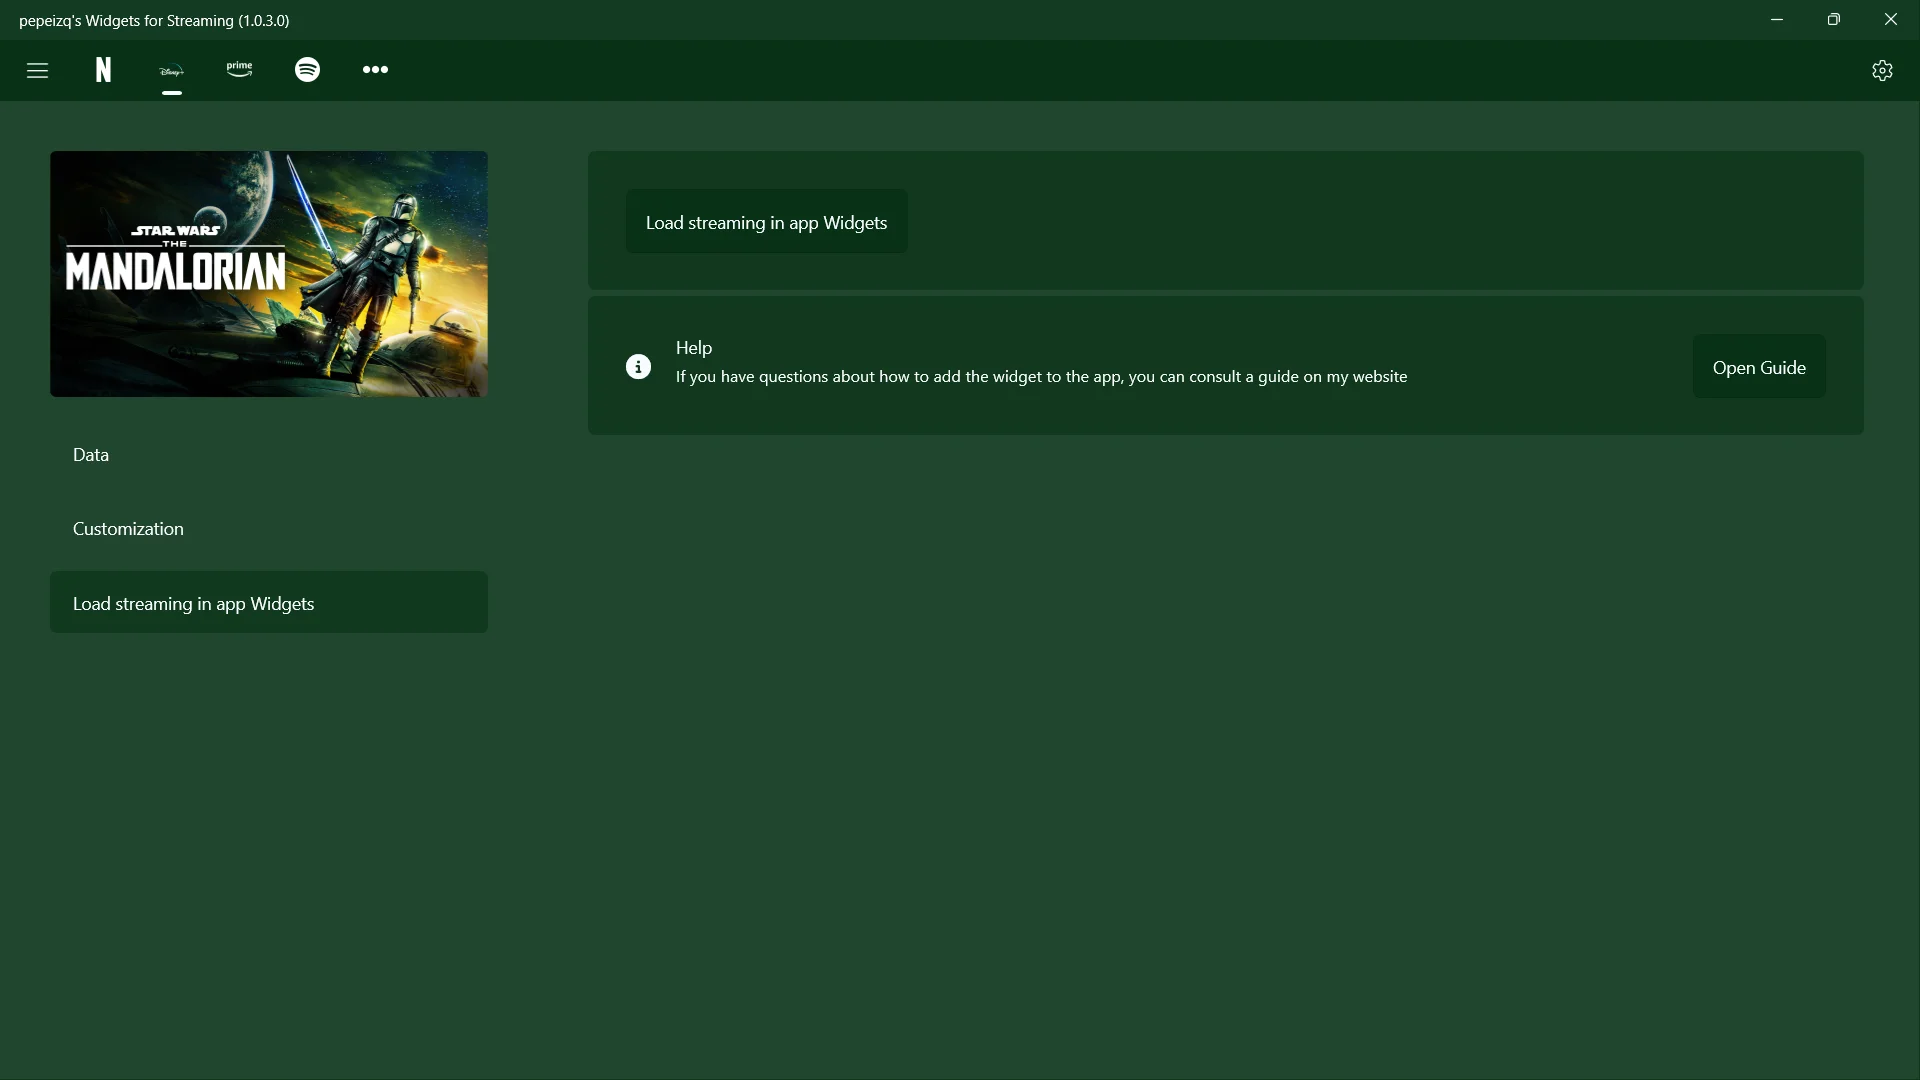 pepeizq's Widgets for Streaming (1.0.3.0)
N
Disney+
prime
STAR WARS
THE
MANDALORIAN
Data
Customization
Load streaming in app Widgets
Load streaming in app Widgets
Help
If you have questions about how to add the widget to the app, you can consult a guide on my website
Open Guide